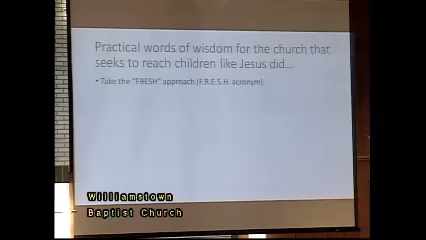 Practical words of wisdom for the church that
seeks to reach children like Jesus did...
• Take the "FRESH" approach (F.R.E.S.H. acronym)
Williamstown
Baptist Church